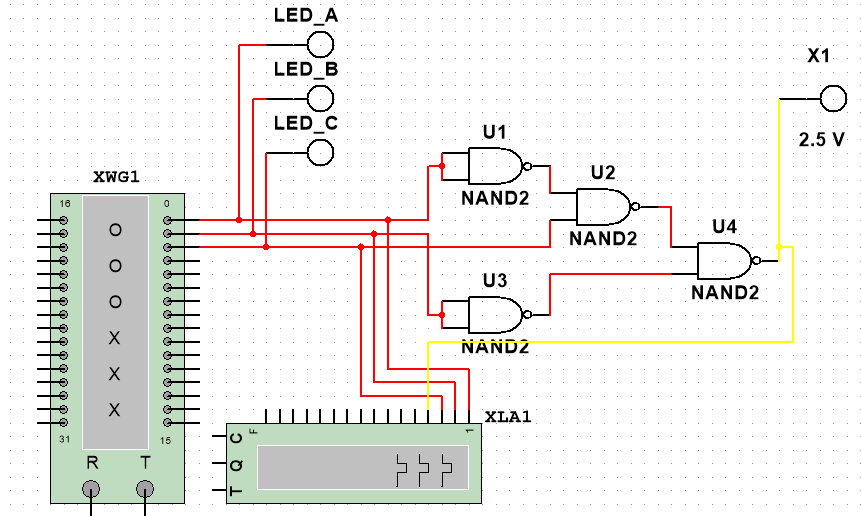 LED_A
LED_B
X1
LED_C
2.5 V
U1
XWG1
U2
NAND2
16
0
O
U4
NAND2
O
U3
NAND2
O
X
NAND2
X
X
XLA1
C
F
1
31
15
Q
R
T
T